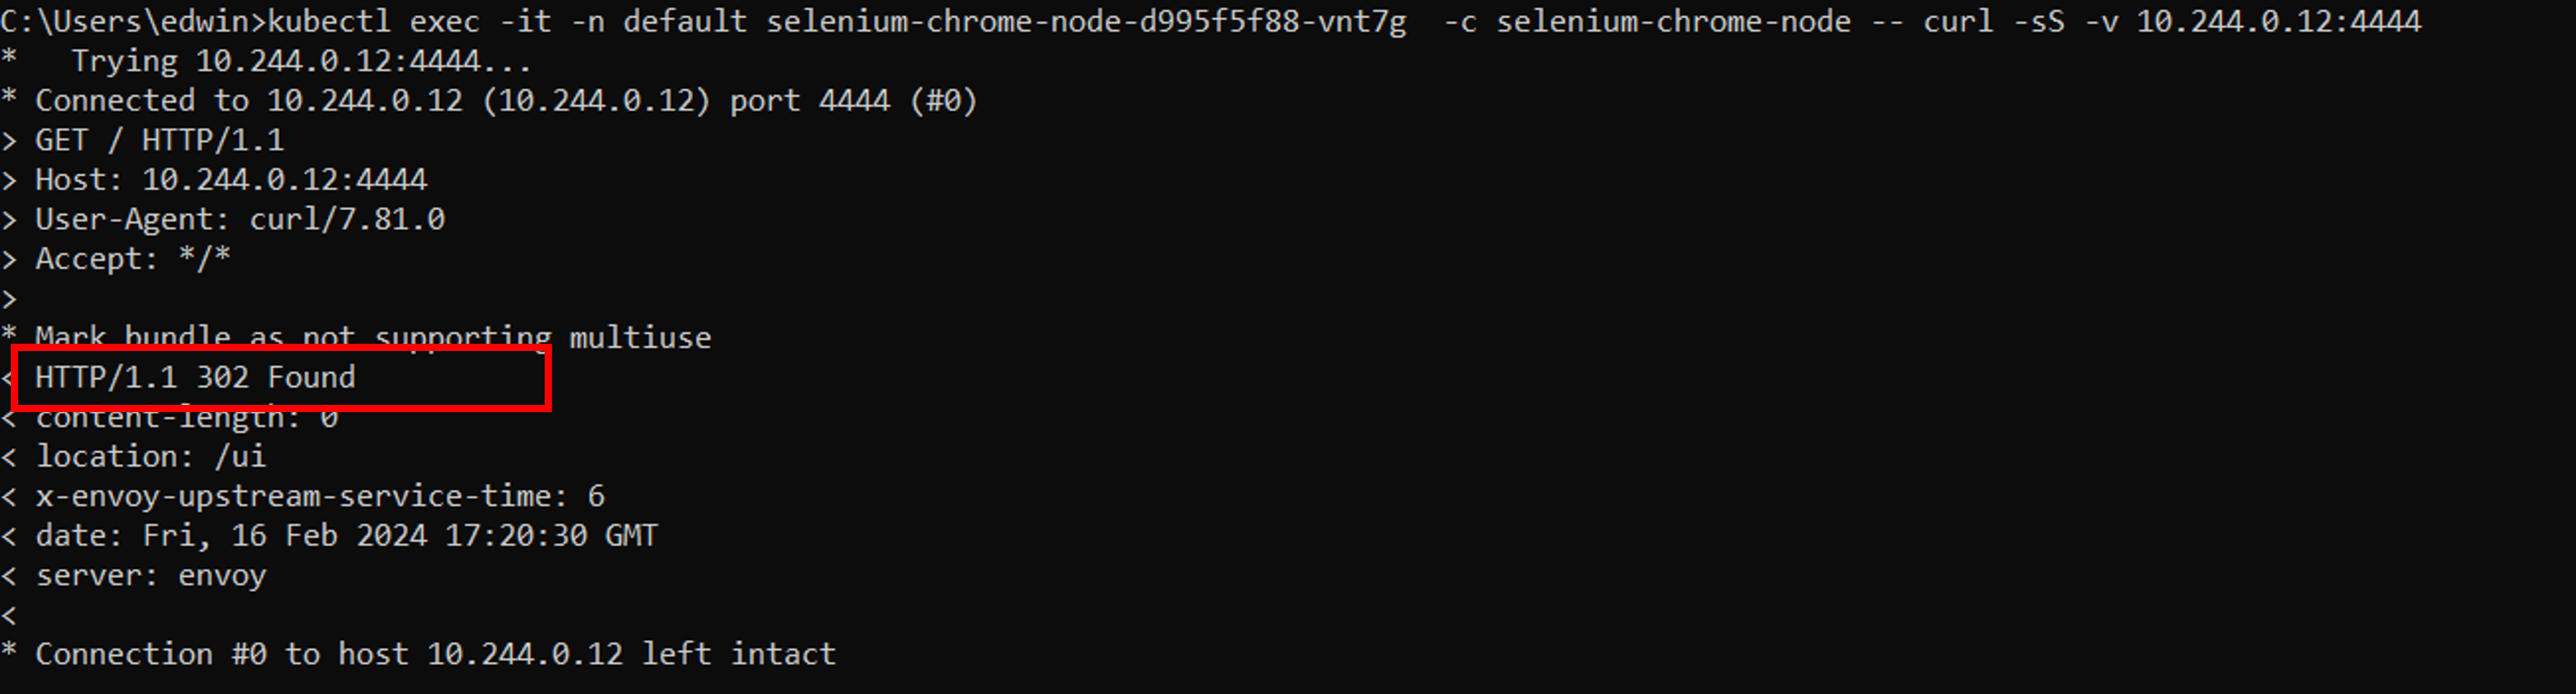 C:\Users\edwin>kubectl exec -it -n default selenium-chrome-node-d995f5f88-vnt7g  -c selenium-chrome-node -- curl -sS -v 10.244.0.12:4444
*   Trying 10.244.0.12:4444...
* Connected to 10.244.0.12 (10.244.0.12) port 4444 (#0)
> GET / HTTP/1.1
> Host: 10.244.0.12:4444
> User-Agent: curl/7.81.0
> Accept: */*
>
* Mark bundle as not supporting multiuse
< HTTP/1.1 302 Found
< content-length: 0
< location: /ui
< x-envoy-upstream-service-time: 6
< date: Fri, 16 Feb 2024 17:20:30 GMT
< server: envoy
<
* Connection #0 to host 10.244.0.12 left intact